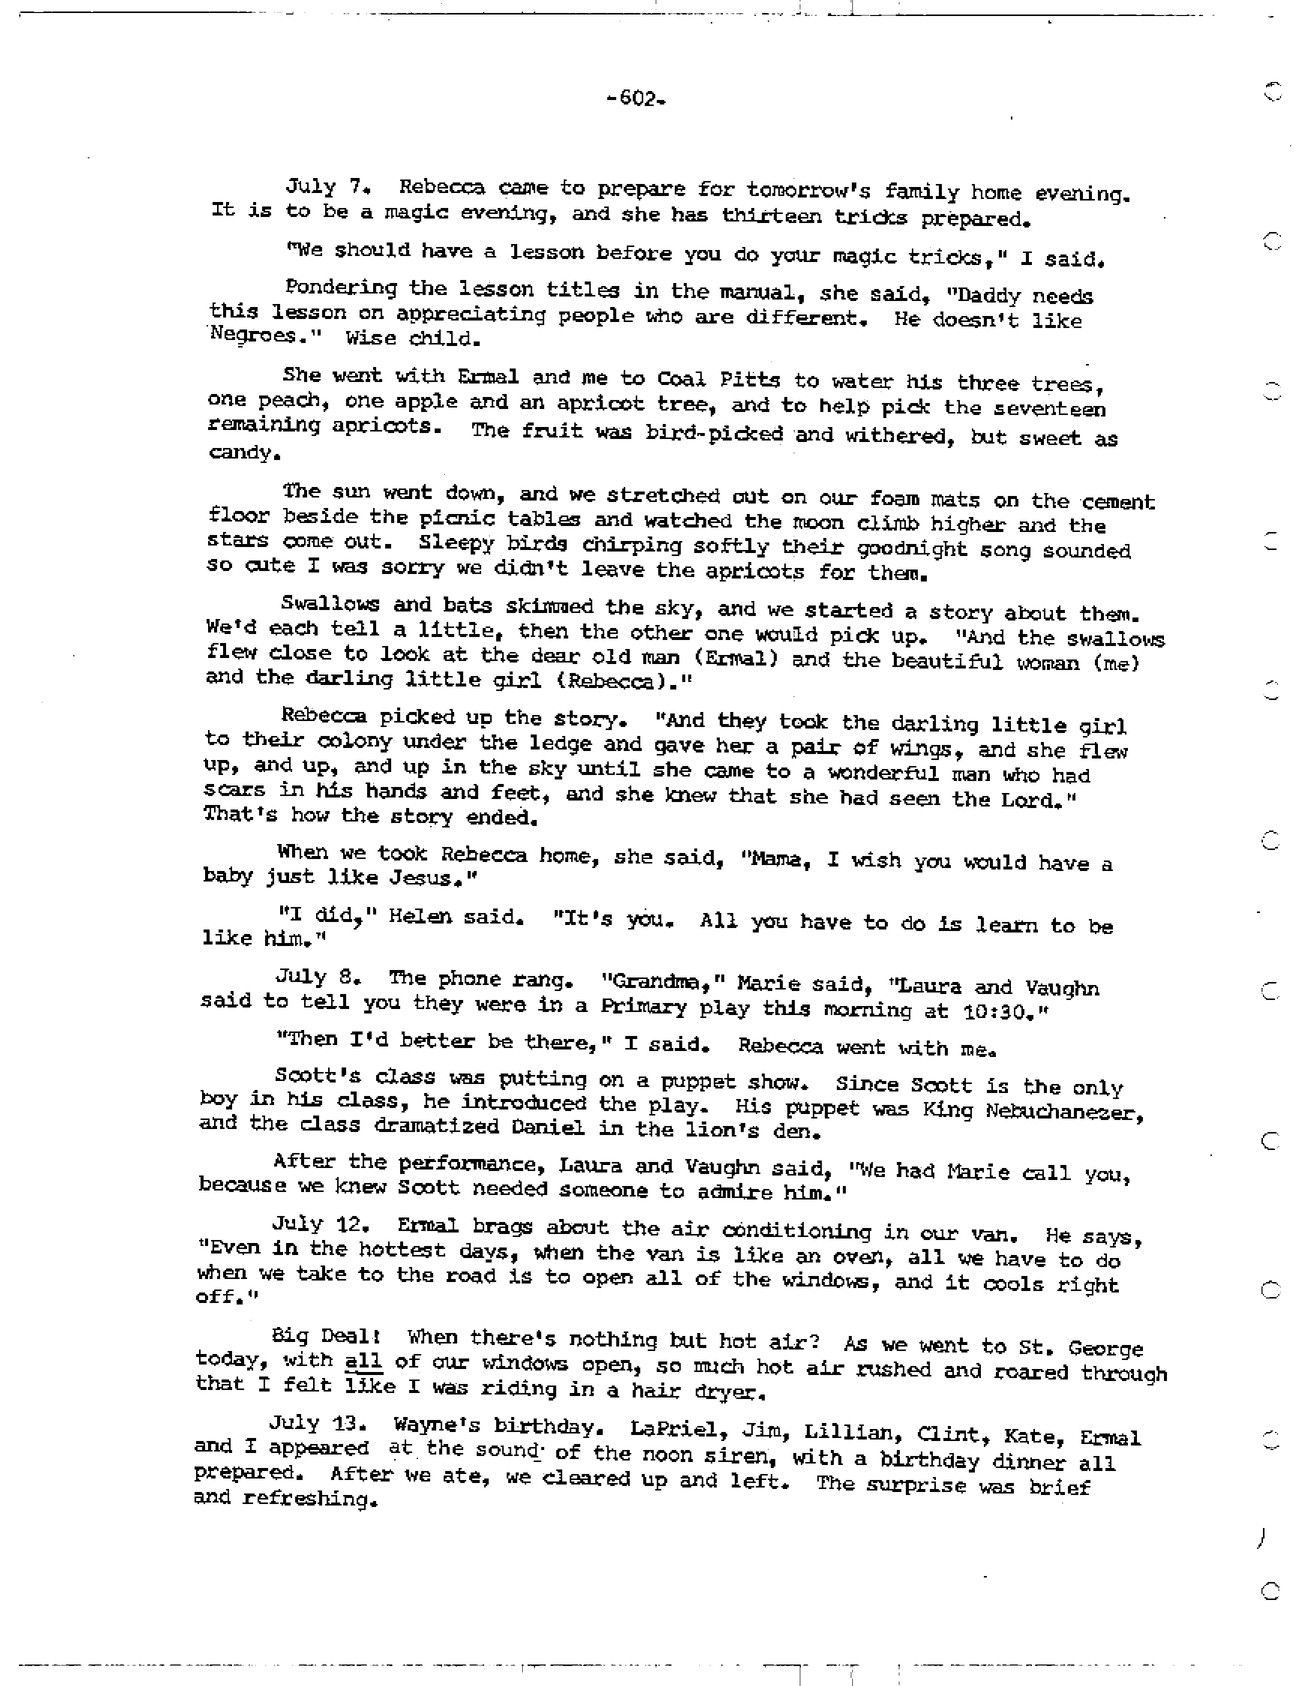 -602-
July 7. Rebecca came to prepare for tomorrow's family home evening.
It is to be a magic evening, and she has thirteen tricks prepared.
"We should have a lesson before you do your magic tricks," I said.
Pondering the lesson titles in the manual, she said, "Daddy needs
this lesson on appreciating people who are different. He doesn't like
Negroes." Wise child.
She went with Ermal and me to Coal Pitts to water his three trees,
one peach, one apple and an apricot tree, and to help pick the seventeen
remaining apricots. The fruit was bird-picked and withered, but sweet as
candy.
The sun went down, and we stretched out on our foam mats on the cement
floor beside the picnic tables and watched the moon climb higher and the
stars come out. Sleepy birds chirping softly their goodnight song sounded
so cute I was sorry we didn't leave the apricots for them.
Swallows and bats skimmed the sky, and we started a story about them.
We'd each tell a little, then the other one would pick up. "And the swallows
flew close to look at the dear old man (Ermal) and the beautiful woman (me)
and the darling little girl (Rebecca)."
Rebecca picked up the story. "And they took the darling little girl
to their colony under the ledge and gave her a pair of wings, and she flew
up, and up, and up in the sky until she came to a wonderful man who had
scars in his hands and feet, and she knew that she had seen the Lord."
That's how the story ended.
When we took Rebecca home, she said, "Mama, I wish you would have a
baby just like Jesus."
"I did," Helen said. "It's you. All you have to do is learn to be
like him."
July 8. The phone rang. "Grandma," Marie said, "Laura and Vaughn
said to tell you they were in a Primary play this morning at 10:30."
"Then I'd better be there," I said. Rebecca went with me.
Scott's class was putting on a puppet show. Since Scott is the only
boy in his class, he introduced the play. His puppet was King Nebuchanezer,
and the class dramatized Daniel in the lion's den.
After the performance, Laura and Vaughn said, "We had Marie call you,
because we knew Scott needed someone to admire him."
July 12. Ermal brags about the air conditioning in our van. He says,
"Even in the hottest days, when the van is like an oven, all we have to do
when we take to the road is to open all of the windows, and it cools right
off."
Big Deal! When there's nothing but hot air? As we went to St. George
today, with all of our windows open, so much hot air rushed and roared through
that I felt like I was riding in a hair dryer.
July 13. Wayne's birthday. LaPriel, Jim, Lillian, Clint, Kate, Ermal
and I appeared at the sound of the noon siren, with a birthday dinner all
prepared. After we ate, we cleared up and left. The surprise was brief
and refreshing.